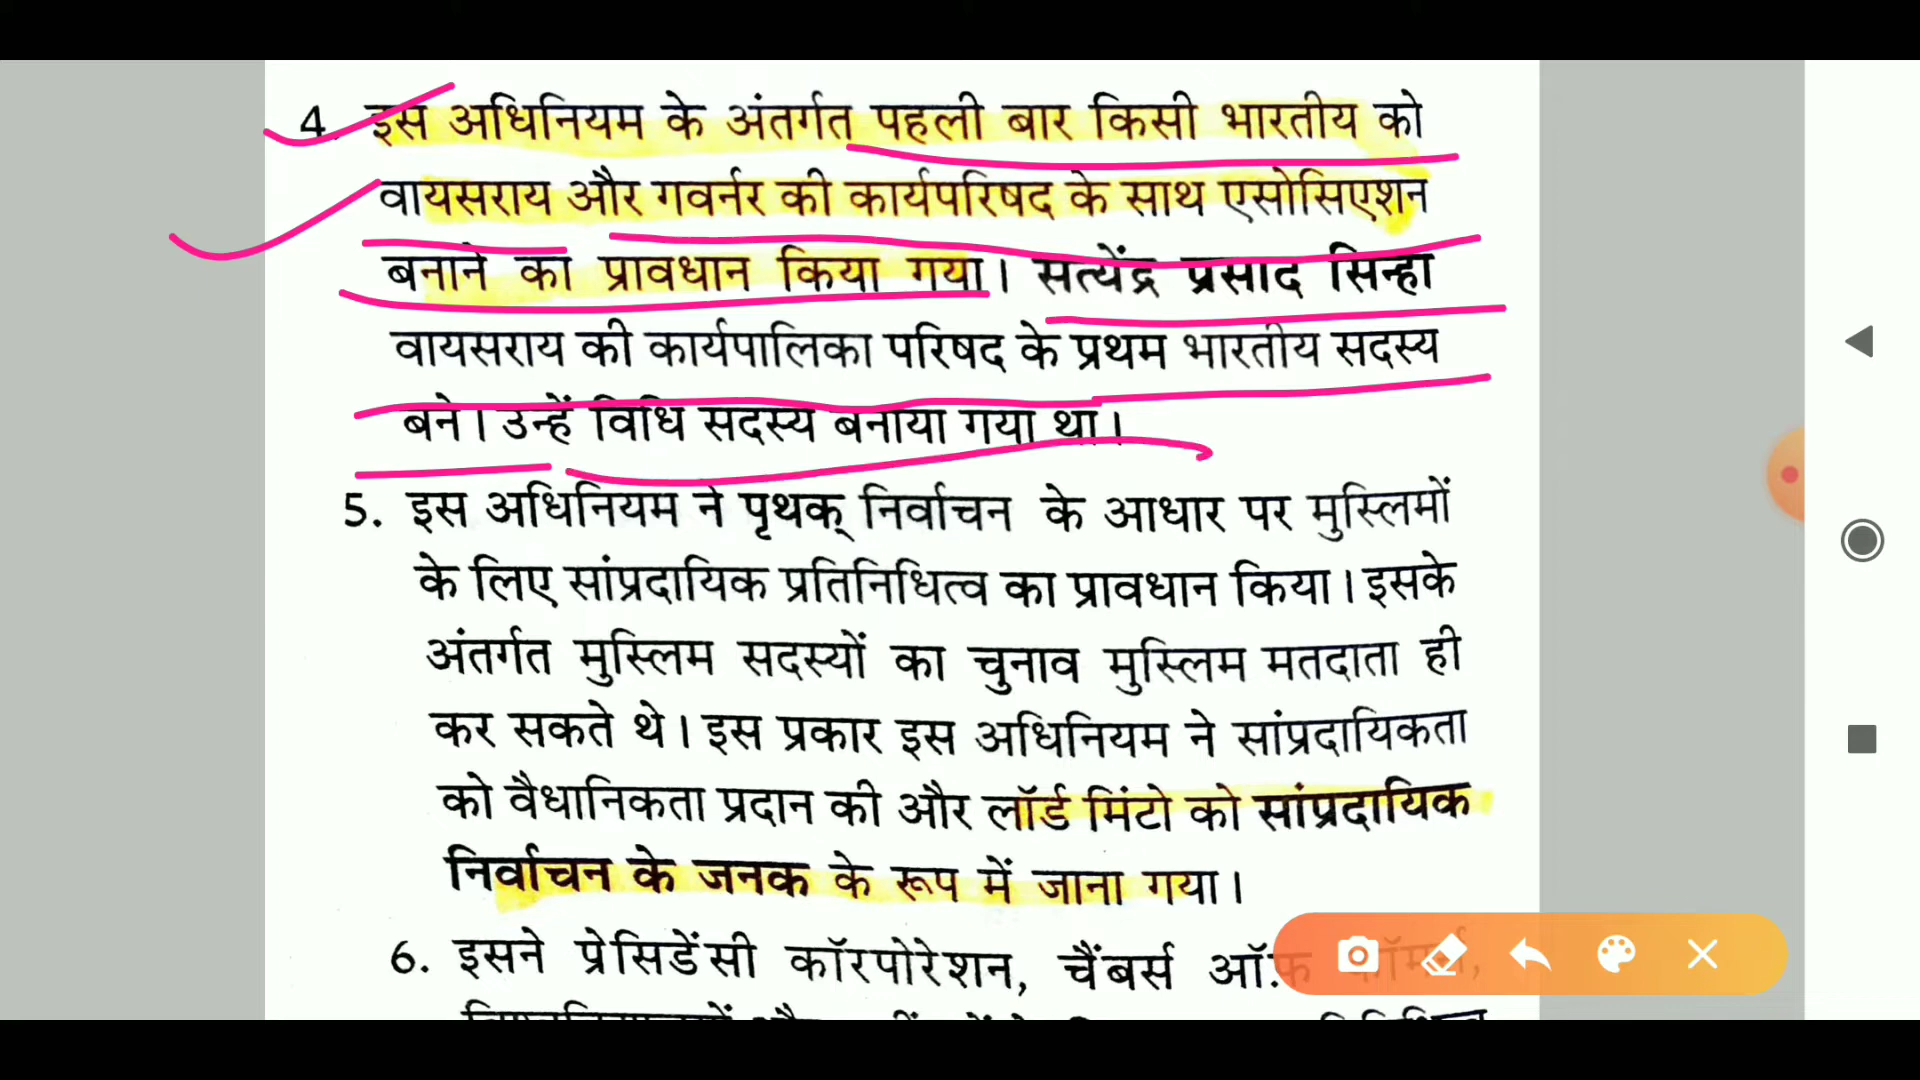 4. इस अधिनियम के अंतर्गत पहली बार किसी भारतीय को
वायसराय और गवर्नर की कार्यपरिषद के साथ एसोसिएशन
बनाने का प्रावधान किया गया। सत्येंद्र प्रसाद सिन्हा
वायसराय की कार्यपालिका परिषद के प्रथम भारतीय सदस्य
बने। उन्हें विधि सदस्य बनाया गया था।
5. इस अधिनियम ने पृथक् निर्वाचन के आधार पर मुस्लिमों
के लिए सांप्रदायिक प्रतिनिधित्व का प्रावधान किया। इसके
अंतर्गत मुस्लिम सदस्यों का चुनाव मुस्लिम मतदाता ही
कर सकते थे। इस प्रकार इस अधिनियम ने सांप्रदायिकता
को वैधानिकता प्रदान की और लॉर्ड मिंटो को सांप्रदायिक
निर्वाचन के जनक के रूप में जाना गया।
6. इसने प्रेसिडेंसी कॉरपोरेशन, चैंबर्स ऑफ़ कॉमर्स,